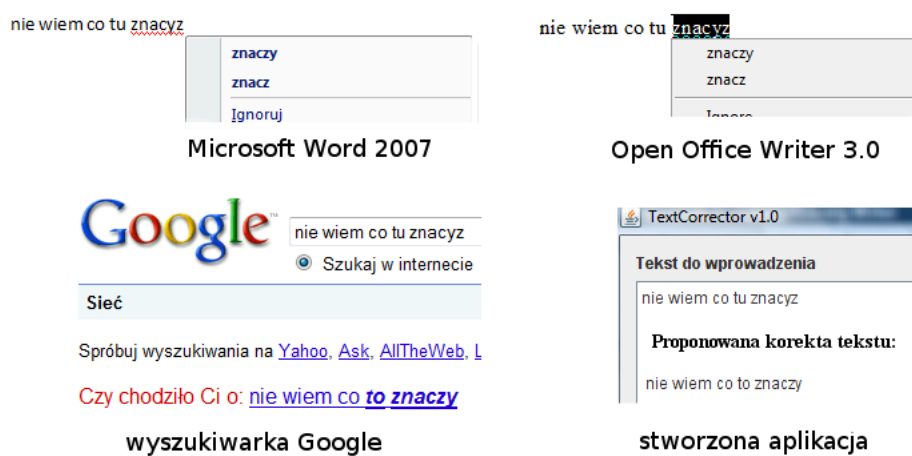 nie wiem co tu znacyz
znaczy
znacz
Ignoruj
Microsoft Word 2007
nie wiem co tu znacyz
znaczy
znacz
Ignore
Open Office Writer 3.0
Google™
nie wiem co tu znacyz
Szukaj w internecie
Sieć
Spróbuj wyszukiwania na Yahoo, Ask, AllTheWeb, L
Czy chodziło Ci o: nie wiem co to znaczy
wyszukiwarka Google
TextCorrector v1.0
Tekst do wprowadzenia
nie wiem co tu znacyz
Proponowana korekta tekstu:
nie wiem co to znaczy
stworzona aplikacja